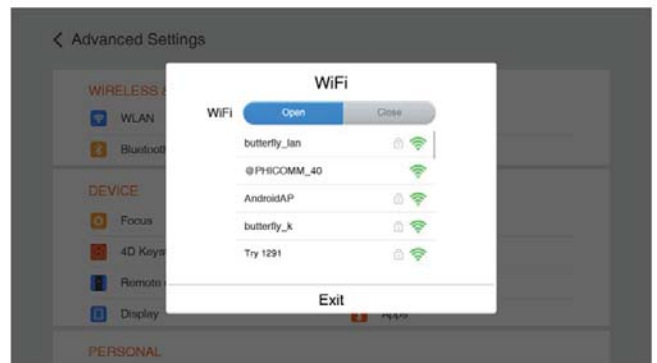 Advanced Settings
WIRELESS &
WLAN
Bluetooth
DEVICE
Focus
4D Keys
Remote
Display
Apps
PERSONAL
WiFi
WiFi Open Close
butterfly_lan
@PHICOMM_40
AndroidAP
butterfly_k
Try 1291
Exit